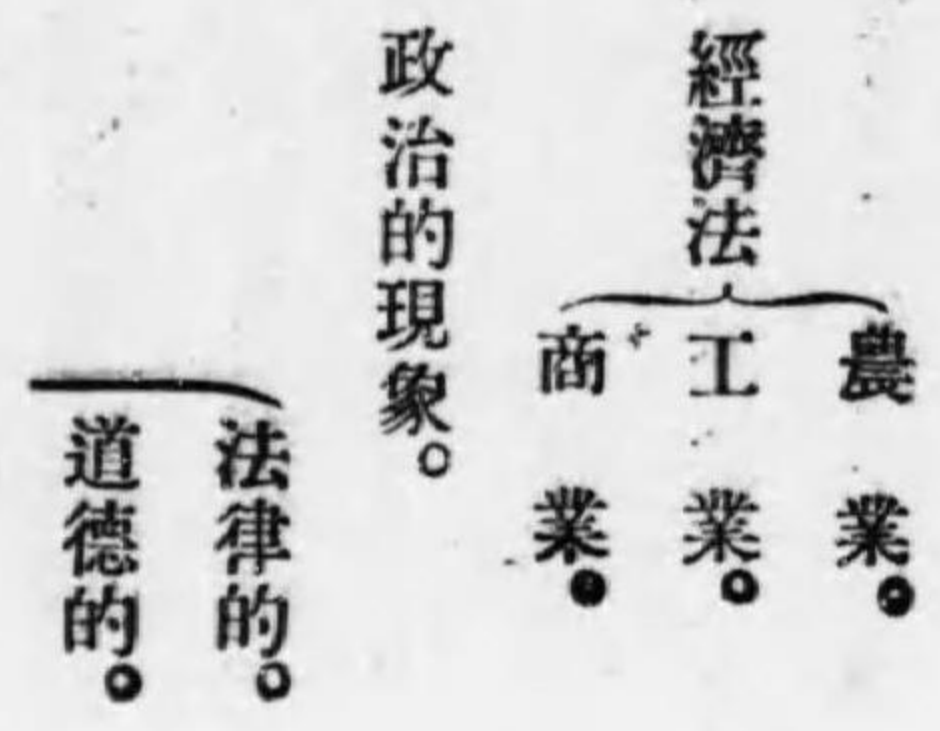 經濟法
農業。
工業。
商業。
政治的現象。
法律的。
道德的。